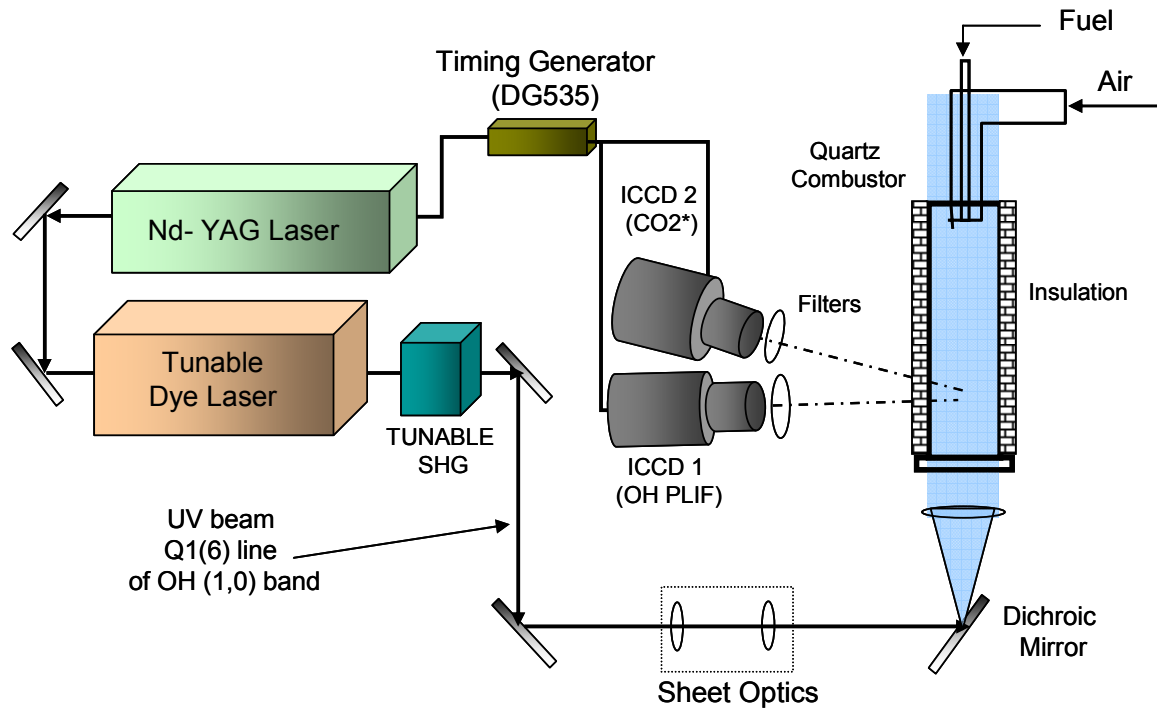 Fuel
Timing Generator
(DG535)
Air
Quartz
Combustor
ICCD 2
(CO2*)
Nd- YAG Laser
Filters
Insulation
Tunable
Dye Laser
TUNABLE
SHG
ICCD 1
(OH PLIF)
UV beam
Q1(6) line
of OH (1,0) band
Dichroic
Mirror
Sheet Optics